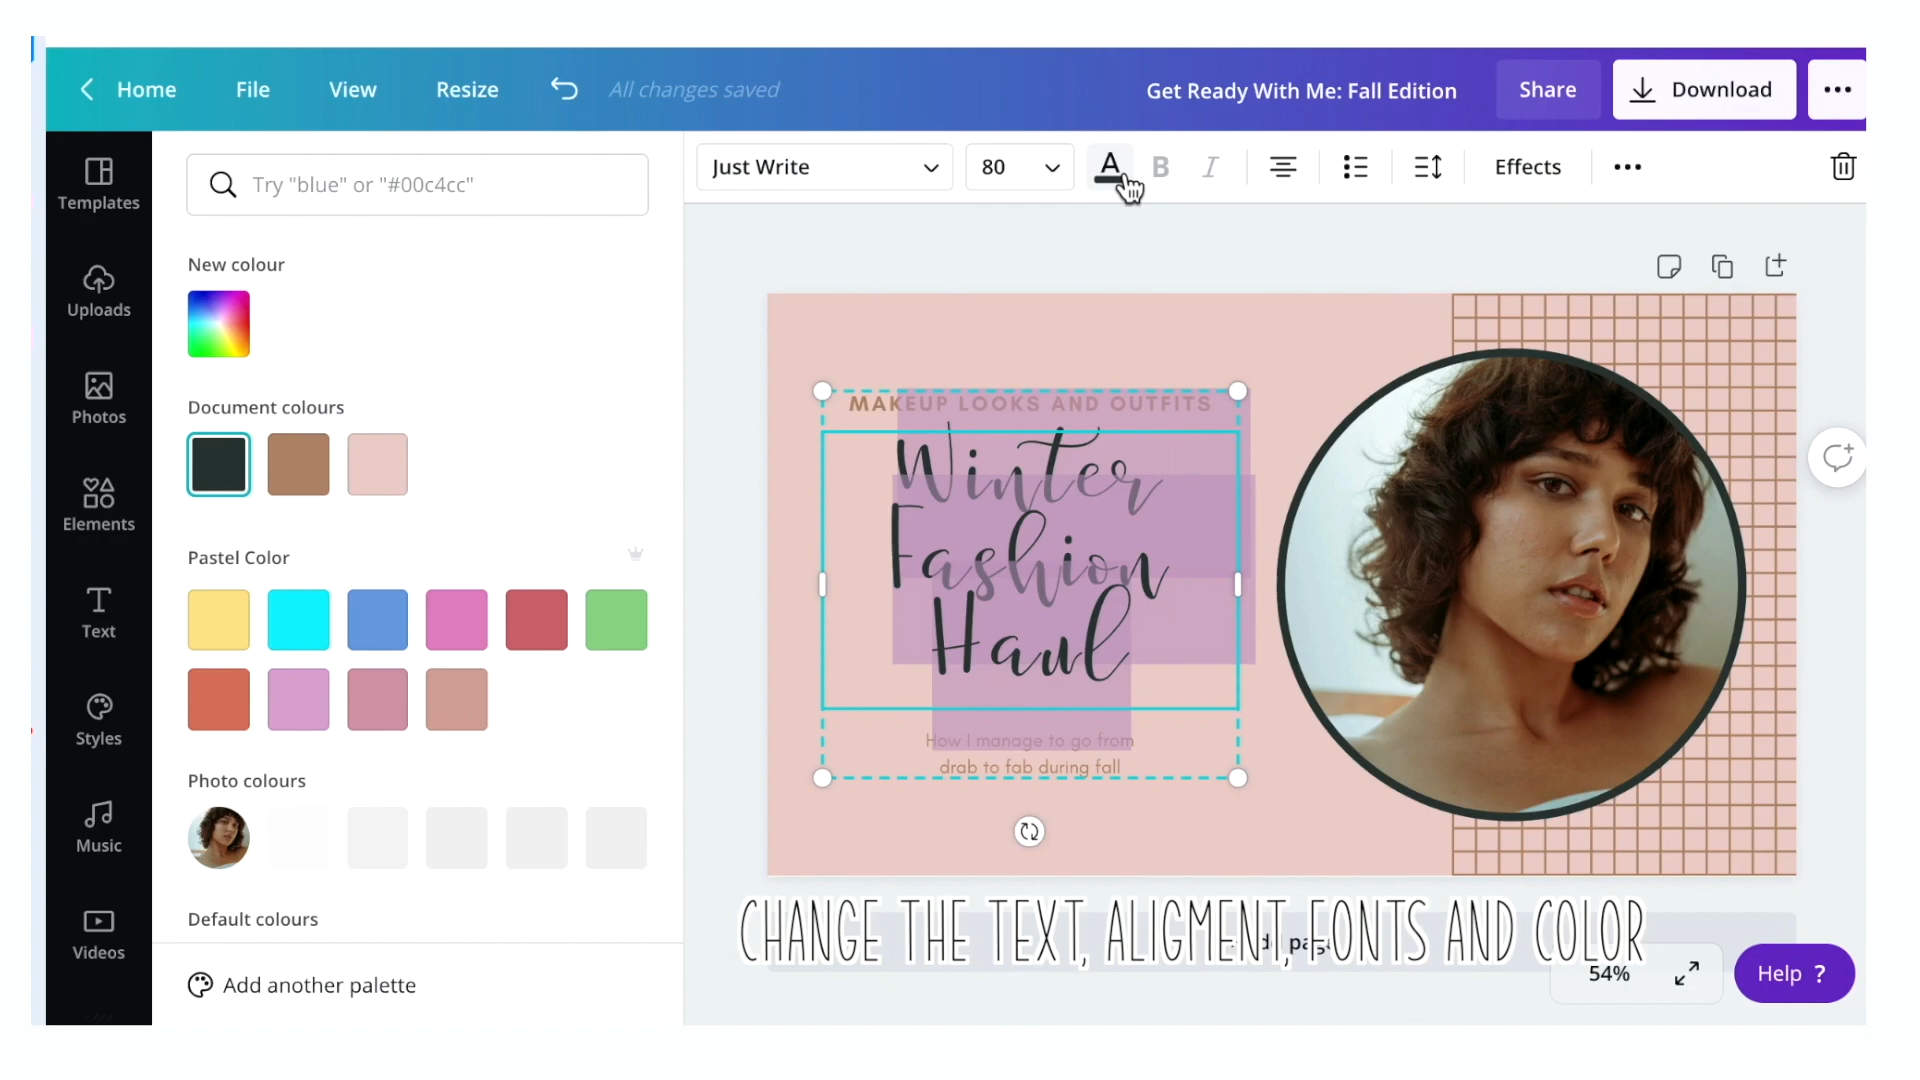 Home File View Resize All changes saved Get Ready With Me: Fall Edition Share Download
Templates
Uploads
Photos
Elements
Text
Styles
Music
Videos
Try "blue" or "#00c4cc"
New colour
Document colours
Pastel Color
Photo colours
Default colours
Add another palette
Just Write 80 A B I Effects
MAKEUP LOOKS AND OUTFITS
Winter
Fashion
Haul
How I manage to go from
drab to fab during fall
CHANGE THE TEXT, ALIGMENT, FONTS AND COLOR
54%
Help ?